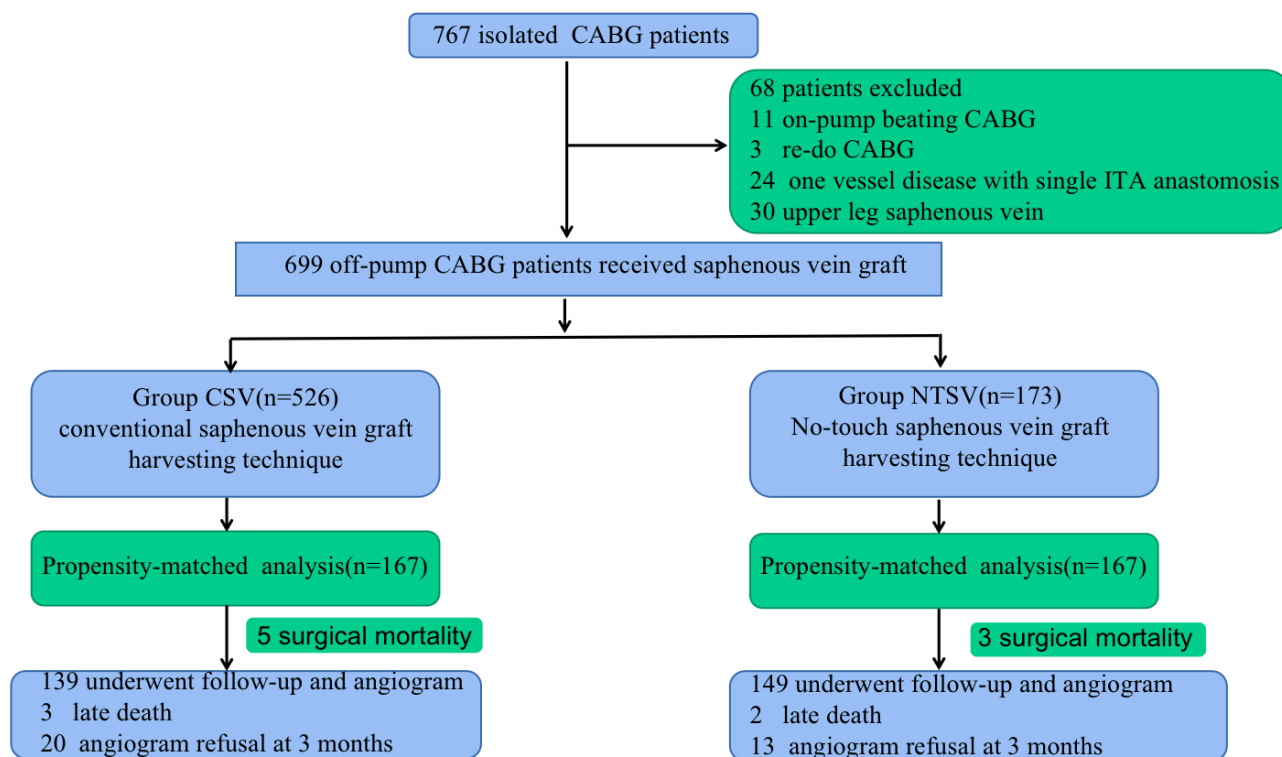 767 isolated CABG patients
68 patients excluded
11 on-pump beating CABG
3 re-do CABG
24 one vessel disease with single ITA anastomosis
30 upper leg saphenous vein
699 off-pump CABG patients received saphenous vein graft
Group CSV(n=526)
conventional saphenous vein graft
harvesting technique
Group NTSV(n=173)
No-touch saphenous vein graft
harvesting technique
Propensity-matched analysis(n=167)
Propensity-matched analysis(n=167)
5 surgical mortality
3 surgical mortality
139 underwent follow-up and angiogram
3 late death
20 angiogram refusal at 3 months
149 underwent follow-up and angiogram
2 late death
13 angiogram refusal at 3 months